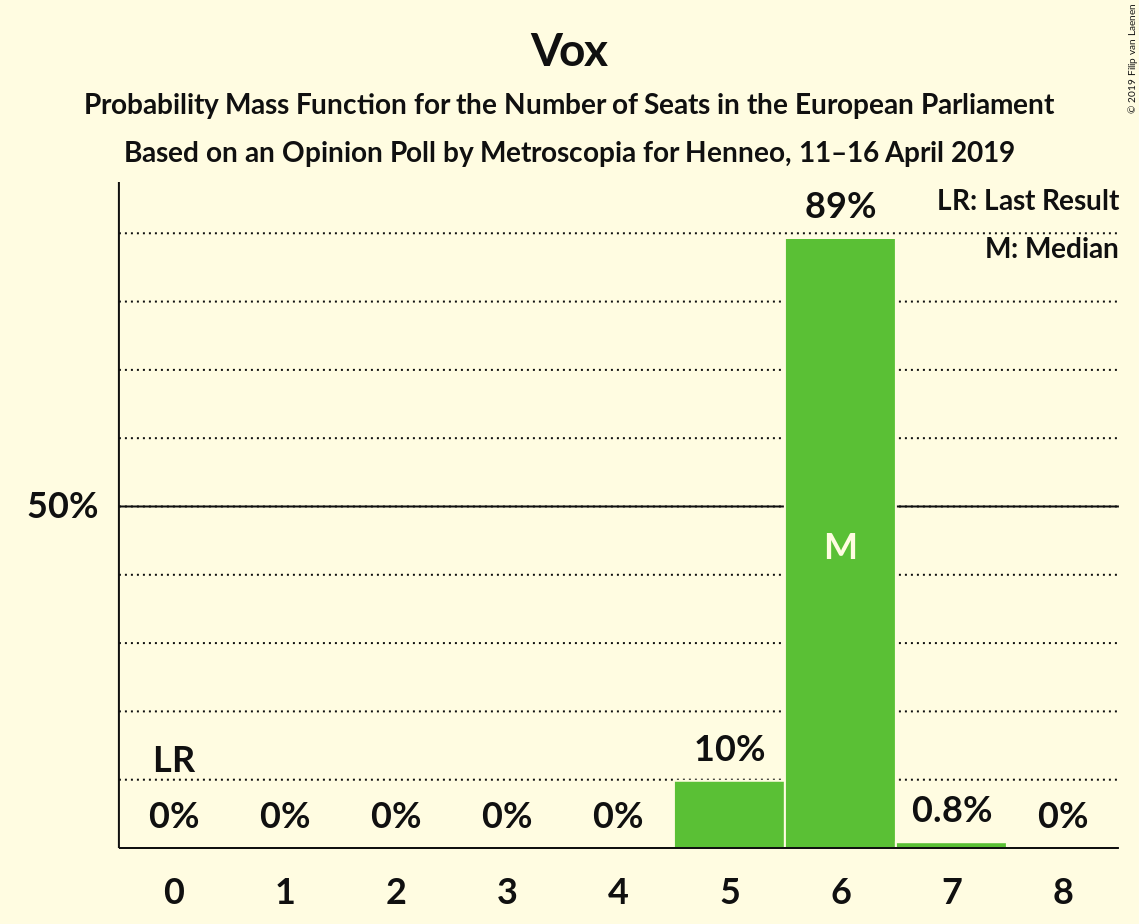 Vox
Probability Mass Function for the Number of Seats in the European Parliament
Based on an Opinion Poll by Metroscopia for Henneo, 11–16 April 2019
© 2019 Filip van Laenen
LR: Last Result
M: Median
89%
50%
M
LR
10%
0% 0% 0% 0% 0% 0.8% 0%
0 1 2 3 4 5 6 7 8